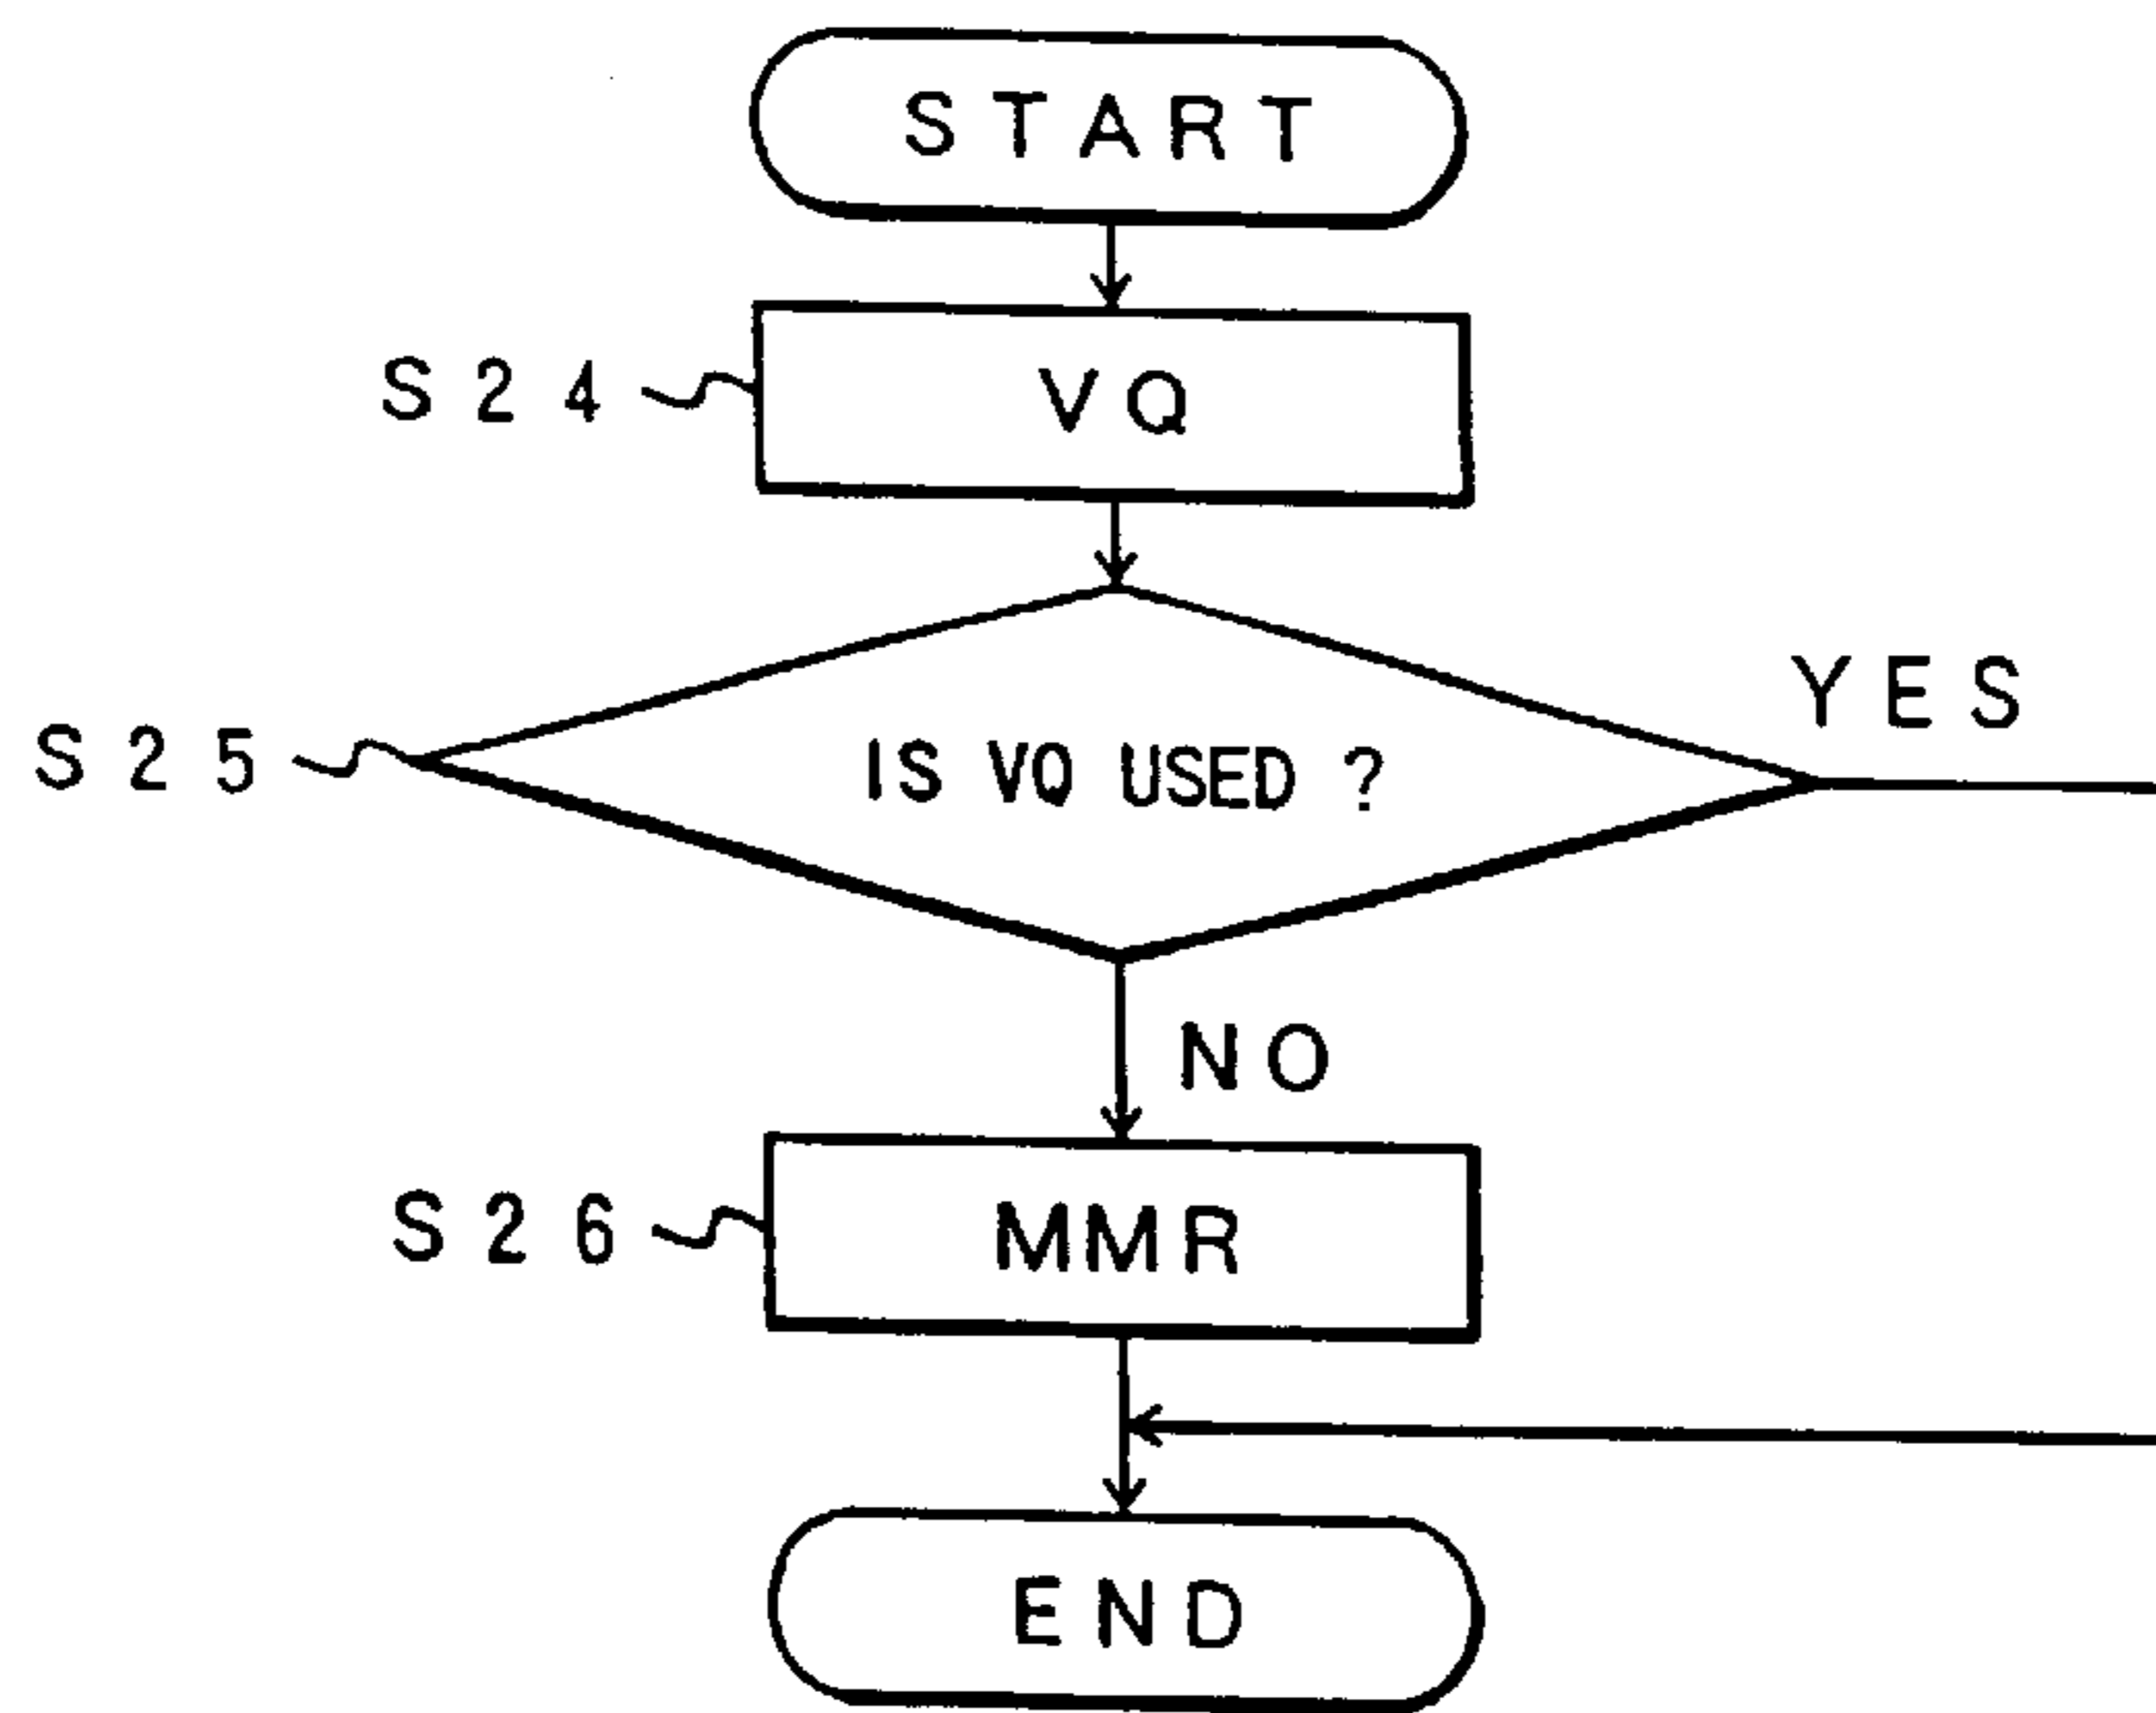 START
S24
VQ
YES
S25
IS VQ USED ?
NO
S26
MMR
END